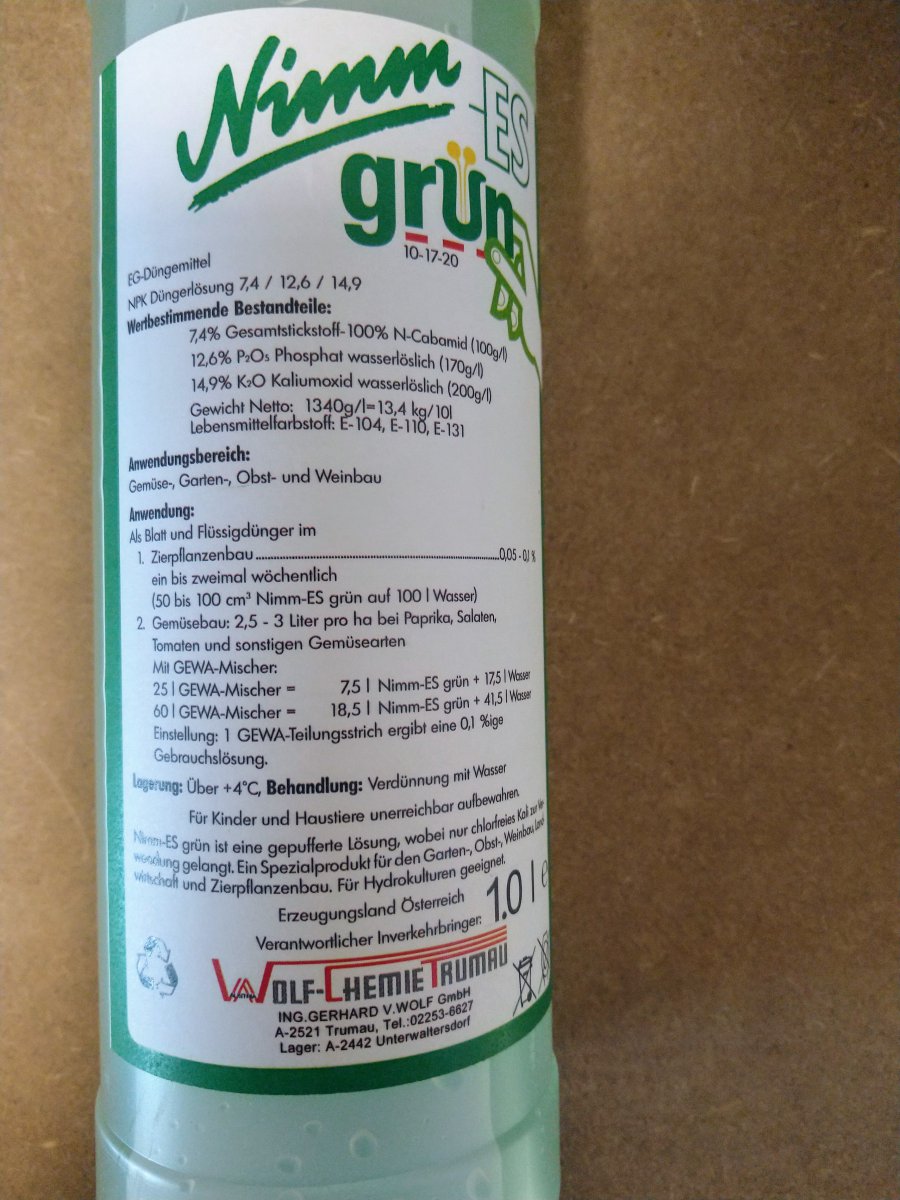 Nimm
-ES
grün
10-17-20
EG-Düngemittel
NPK Düngerlösung 7,4 / 12,6 / 14,9
Wertbestimmende Bestandteile:
7,4% Gesamtstickstoff-100% N-Cabamid (100g/l)
12,6% P₂O₅ Phosphat wasserlöslich (170g/l)
14,9% K₂O Kaliumoxid wasserlöslich (200g/l)
Gewicht Netto: 1340g/l=13,4 kg/10l
Lebensmittelfarbstoff: E-104, E-110, E-131
Anwendungsbereich:
Gemüse-, Garten-, Obst- und Weinbau
Anwendung:
Als Blatt und Flüssigdünger im
1. Zierpflanzenbau..........0,05 - 0,1 %
ein bis zweimal wöchentlich
(50 bis 100 cm³ Nimm-ES grün auf 100 l Wasser)
2. Gemüsebau: 2,5 - 3 Liter pro ha bei Paprika, Salaten,
Tomaten und sonstigen Gemüsearten
Mit GEWA-Mischer:
25 l GEWA-Mischer = 7,5 l Nimm-ES grün + 17,5 l Wasser
60 l GEWA-Mischer = 18,5 l Nimm-ES grün + 41,5 l Wasser
Einstellung: 1 GEWA-Teilungsstrich ergibt eine 0,1 %ige
Gebrauchslösung.
Lagerung: Über +4°C, Behandlung: Verdünnung mit Wasser
Für Kinder und Haustiere unerreichbar aufbewahren.
Nimm-ES grün ist eine gepufferte Lösung, wobei nur chlorfreies Kali zur Ver-
wendung gelangt. Ein Spezialprodukt für den Garten-, Obst-, Weinbau, Land-
wirtschaft und Zierpflanzenbau. Für Hydrokulturen geeignet.
Erzeugungsland Österreich
1.0 l e
Verantwortlicher Inverkehrbringer:
WOLF-CHEMIE TRUMAU
AUSTRIA
ING.GERHARD V.WOLF GmbH
A-2521 Trumau, Tel.:02253-6627
Lager: A-2442 Unterwaltersdorf